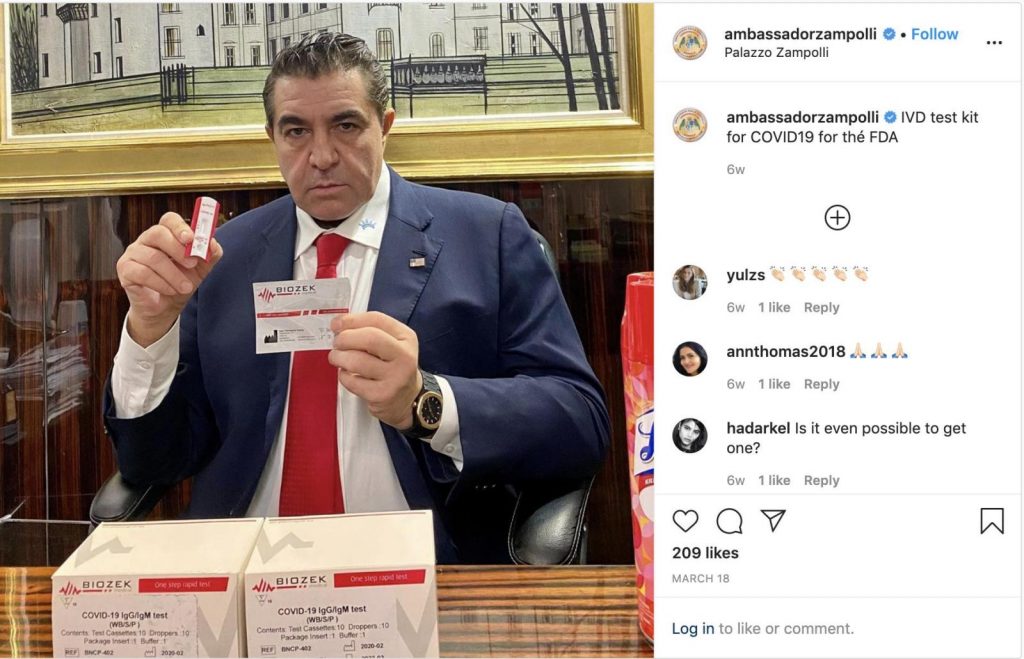 ambassadorzampolli • Follow
Palazzo Zampolli
ambassadorzampolli IVD test kit
for COVID19 for thé FDA
6w
yulzs 👏🏻👏🏻👏🏻👏🏻👏🏻
6w 1 like Reply
annthomas2018 🙏🏻🙏🏻🙏🏻
6w 1 like Reply
hadarkel Is it even possible to get
one?
6w 1 like Reply
209 likes
MARCH 18
Log in to like or comment.
BIOZEK
BIOZEK
medical
One step rapid test
COVID-19 IgG/IgM test
(WB/S/P)
Contents: Test Cassettes:10 Droppers:10
Package Insert:1 Buffer:1
REF BNCP-402 2020-02
BIOZEK
medical
One step rapid test
COVID-19 IgG/IgM test
(WB/S/P)
Contents: Test Cassettes:10 Droppers:10
Package Insert:1 Buffer:1
REF BNCP-402 2020-02